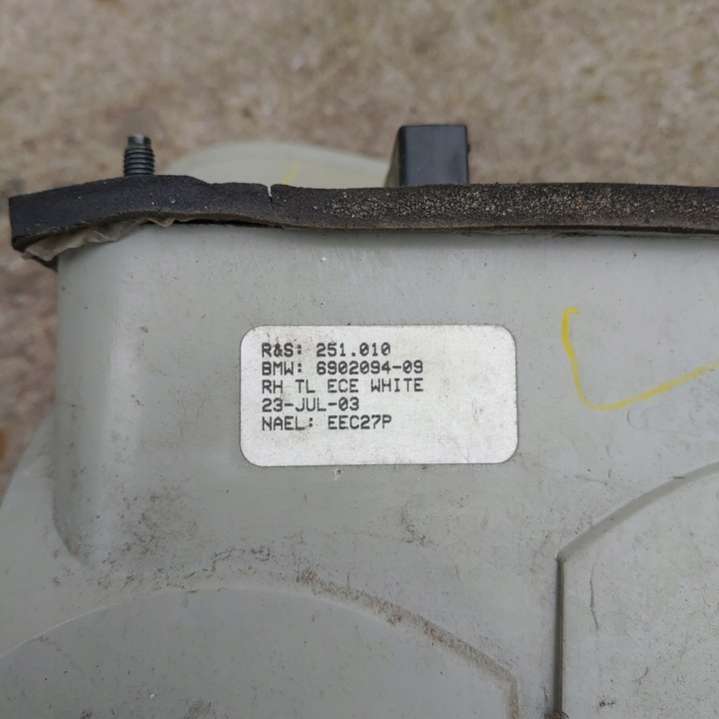 R&S: 251.010
BMW: 6902094-09
RH TL ECE WHITE
23-JUL-03
NAEL: EEC27P